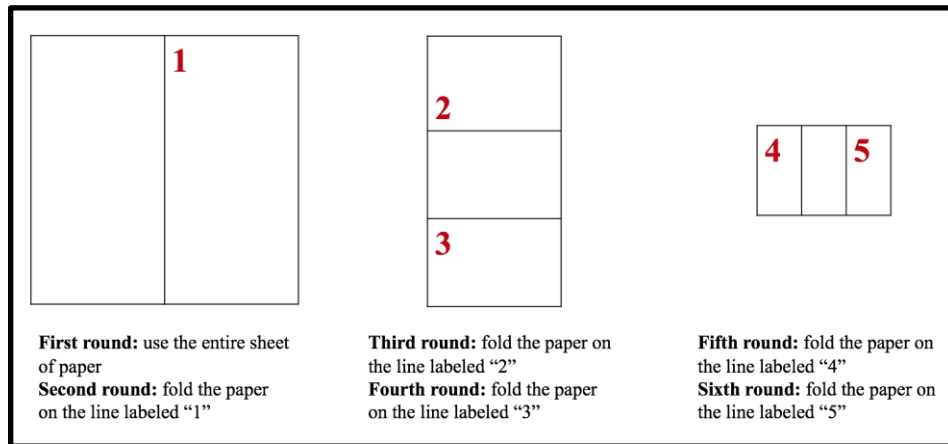 1
2
3
4 5
First round: use the entire sheet
of paper
Second round: fold the paper
on the line labeled “1”
Third round: fold the paper on
the line labeled “2”
Fourth round: fold the paper
on the line labeled “3”
Fifth round: fold the paper on
the line labeled “4”
Sixth round: fold the paper on
the line labeled “5”